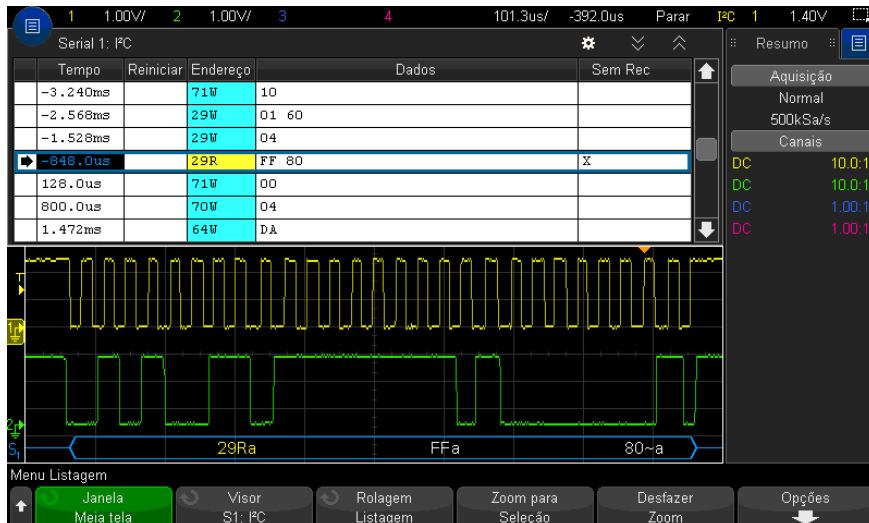 1 1.00V/ 2 1.00V/ 3 4 101.3us/ -392.0us Parar I²C 1 1.40V
Serial 1: I²C
Resumo
Tempo Reiniciar Endereço Dados Sem Rec
-3.240ms 71W 10
-2.568ms 29W 01 60
-1.528ms 29W 04
-848.0us 29R FF 80 X
128.0us 71W 00
800.0us 70W 04
1.472ms 64W DA
Aquisição
Normal
500kSa/s
Canais
DC 10.0:1
DC 10.0:1
DC 1.00:1
DC 1.00:1
T
1
2
S1 29Ra FFa 80~a
Menu Listagem
Janela
Meia tela
Visor
S1: I²C
Rolagem
Listagem
Zoom para
Seleção
Desfazer
Zoom
Opções